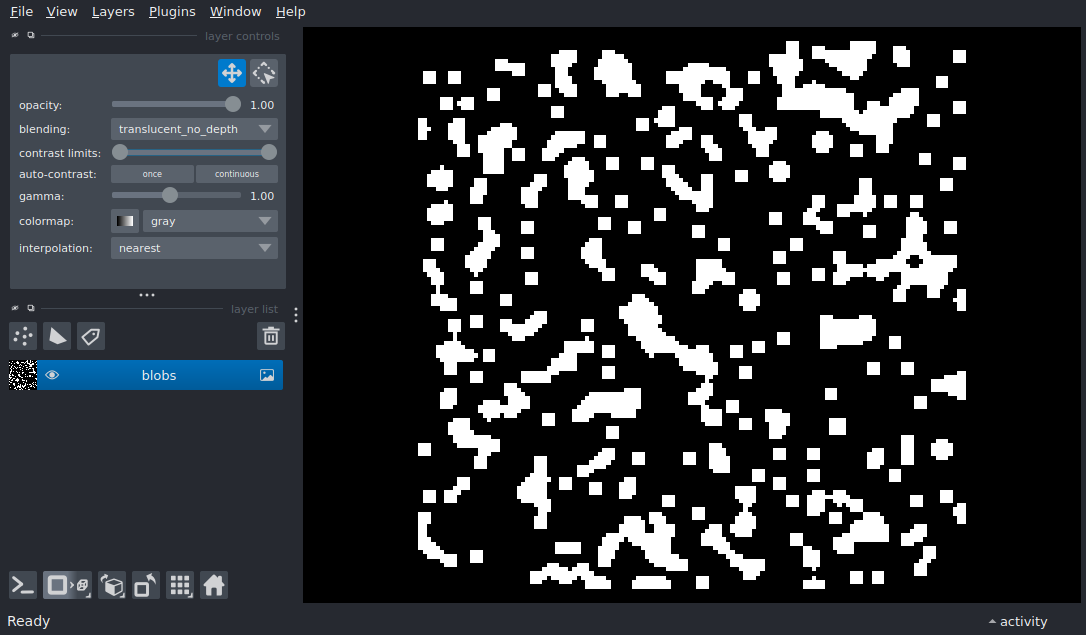 File View Layers Plugins Window Help
layer controls
opacity: 1.00
blending: translucent_no_depth
contrast limits:
auto-contrast: once continuous
gamma: 1.00
colormap: gray
interpolation: nearest
layer list
blobs
Ready activity